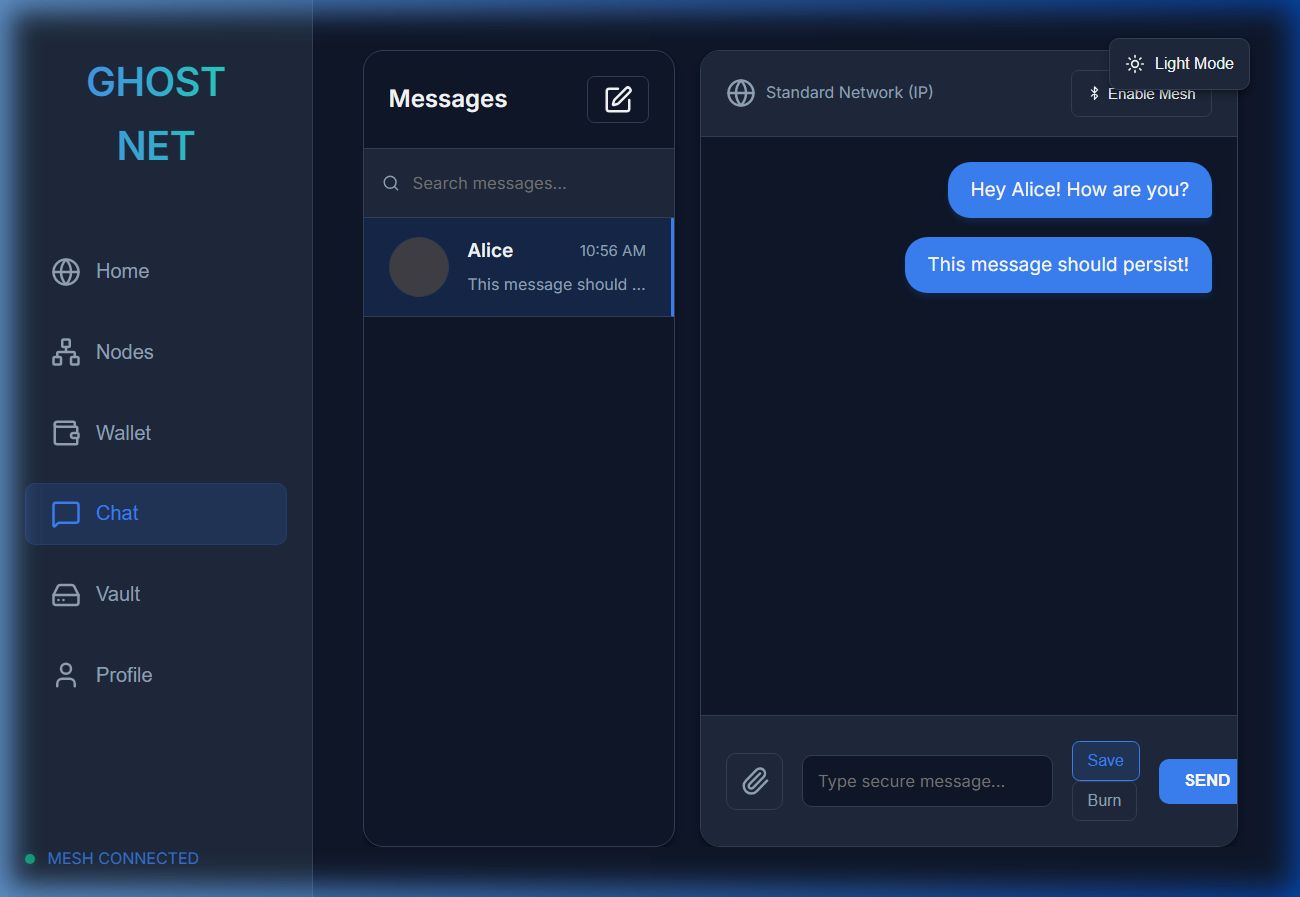 GHOST
NET
Home
Nodes
Wallet
Chat
Vault
Profile
MESH CONNECTED
Messages
Search messages...
Alice
10:56 AM
This message should ...
Standard Network (IP)
Light Mode
Enable Mesh
Hey Alice! How are you?
This message should persist!
Type secure message...
Save
Burn
SEND